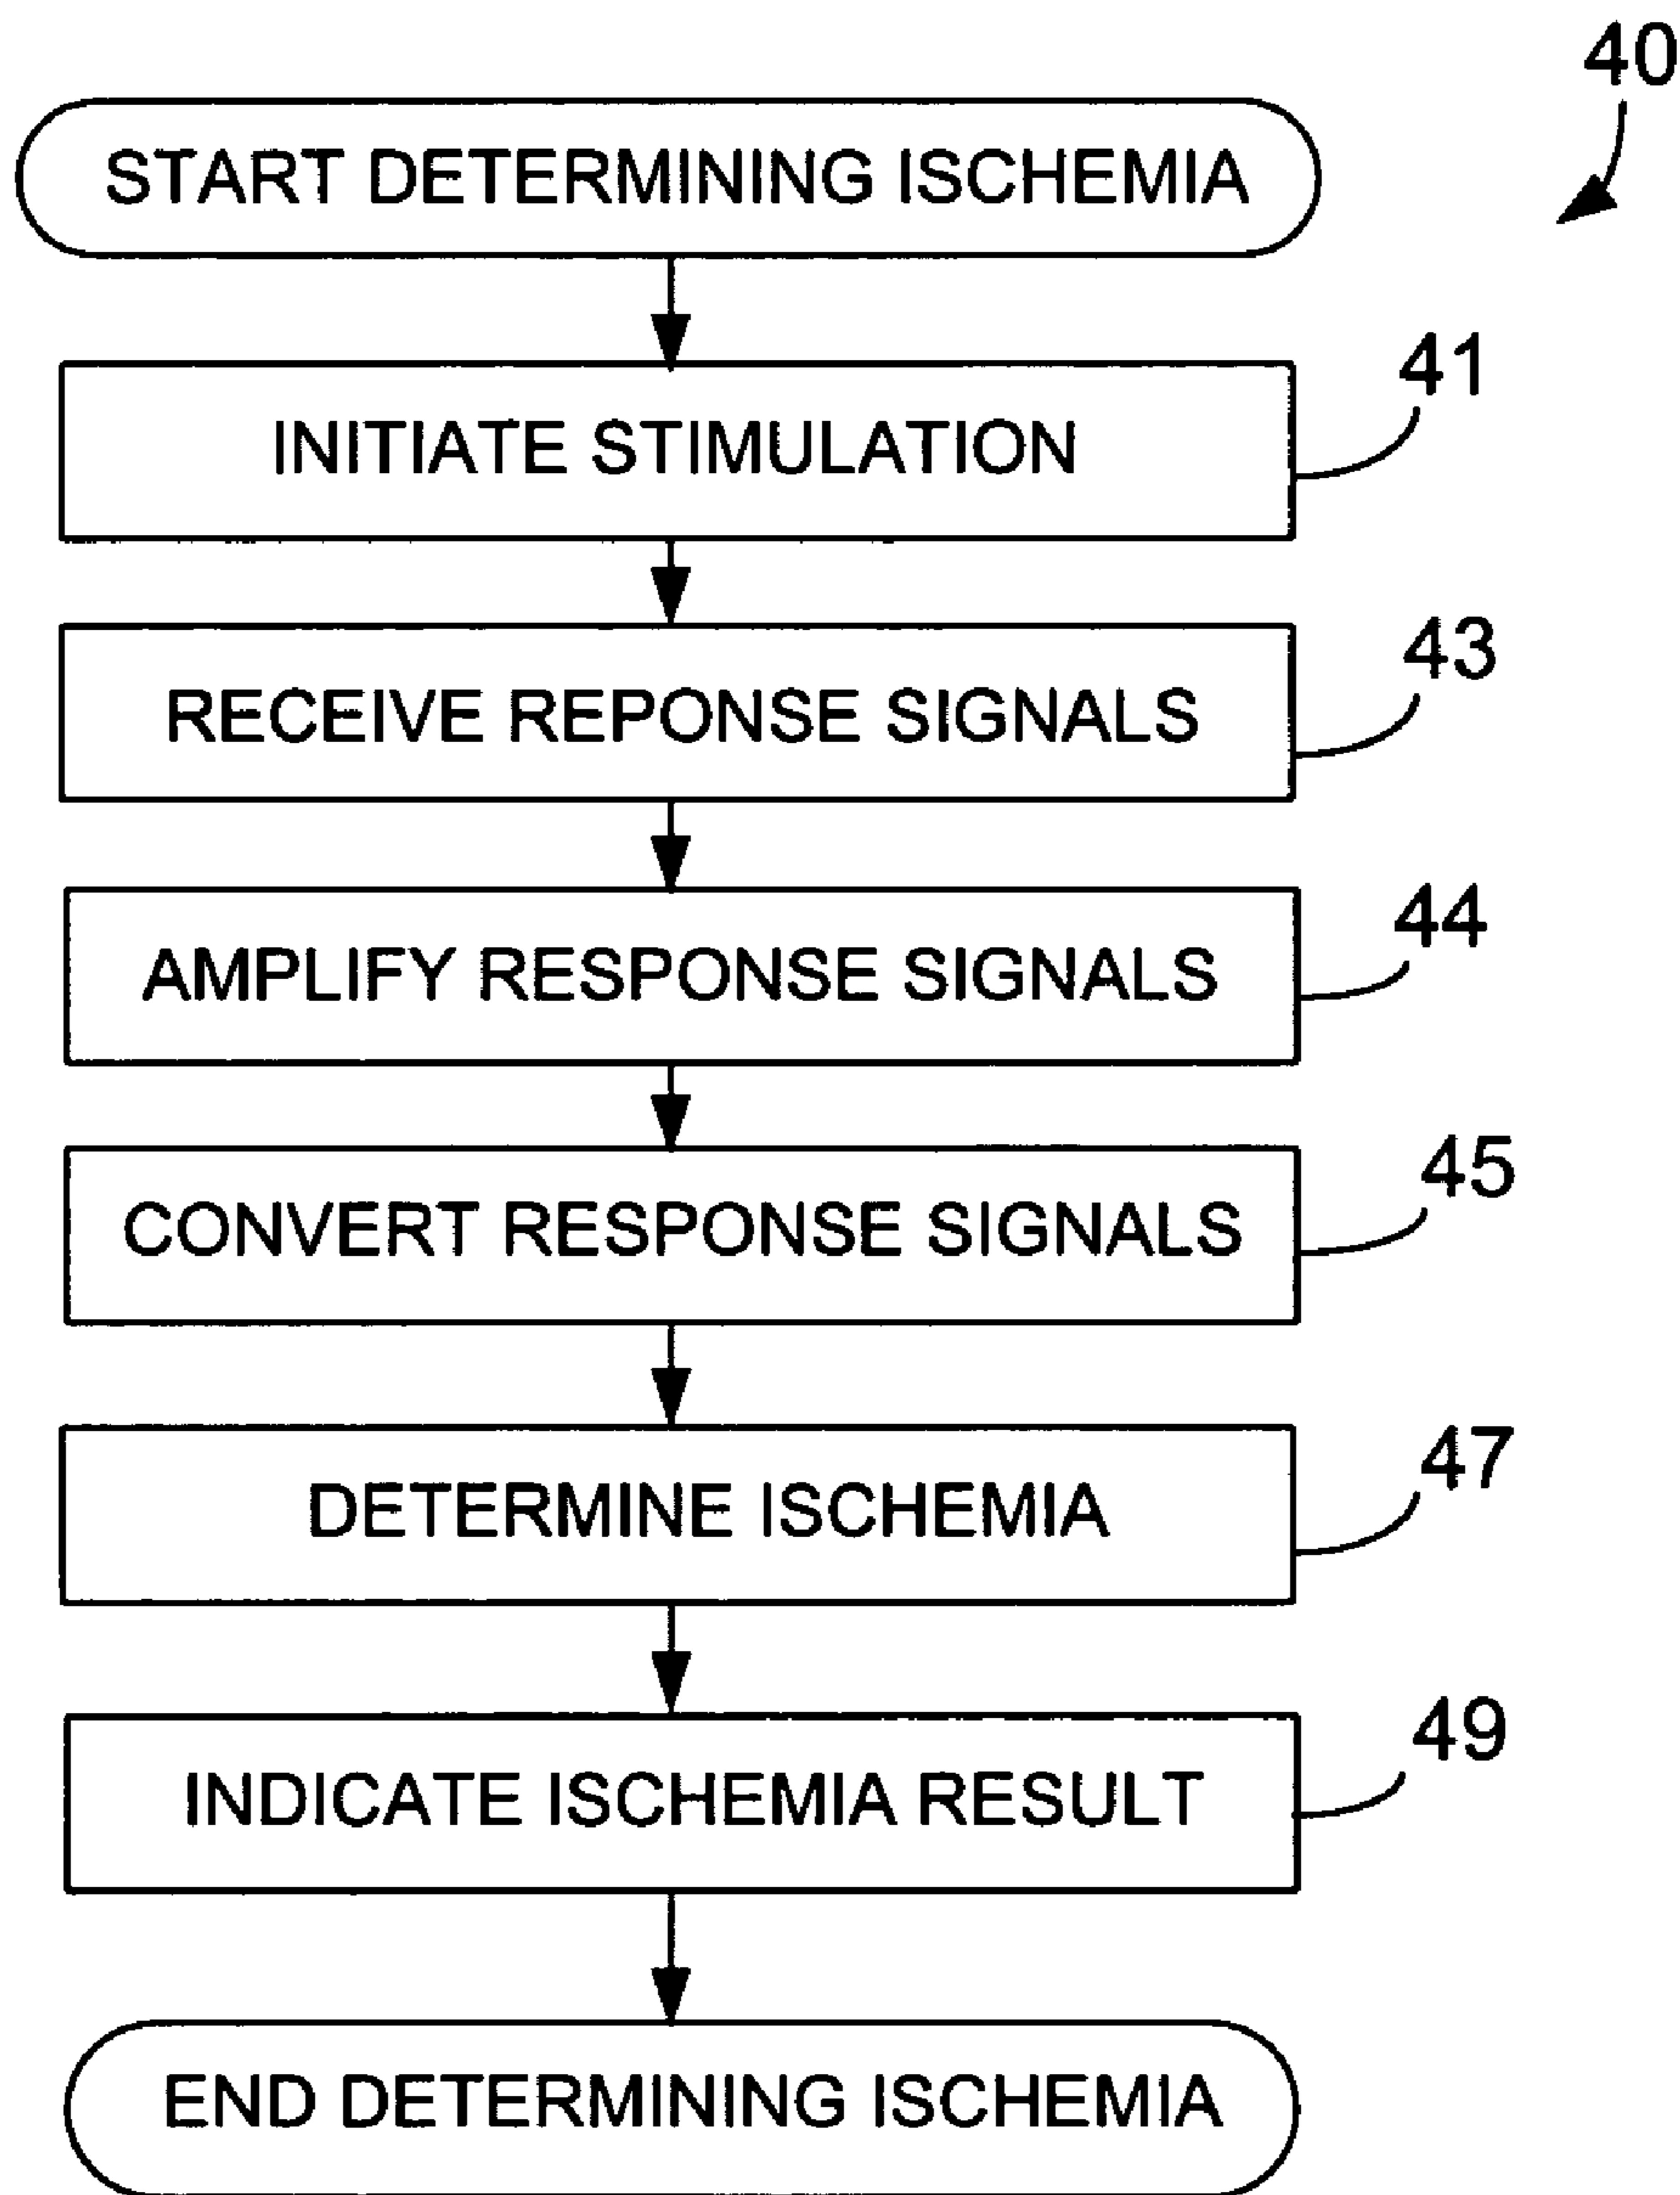 40
START DETERMINING ISCHEMIA
41
INITIATE STIMULATION
43
RECEIVE REPONSE SIGNALS
44
AMPLIFY RESPONSE SIGNALS
45
CONVERT RESPONSE SIGNALS
47
DETERMINE ISCHEMIA
49
INDICATE ISCHEMIA RESULT
END DETERMINING ISCHEMIA